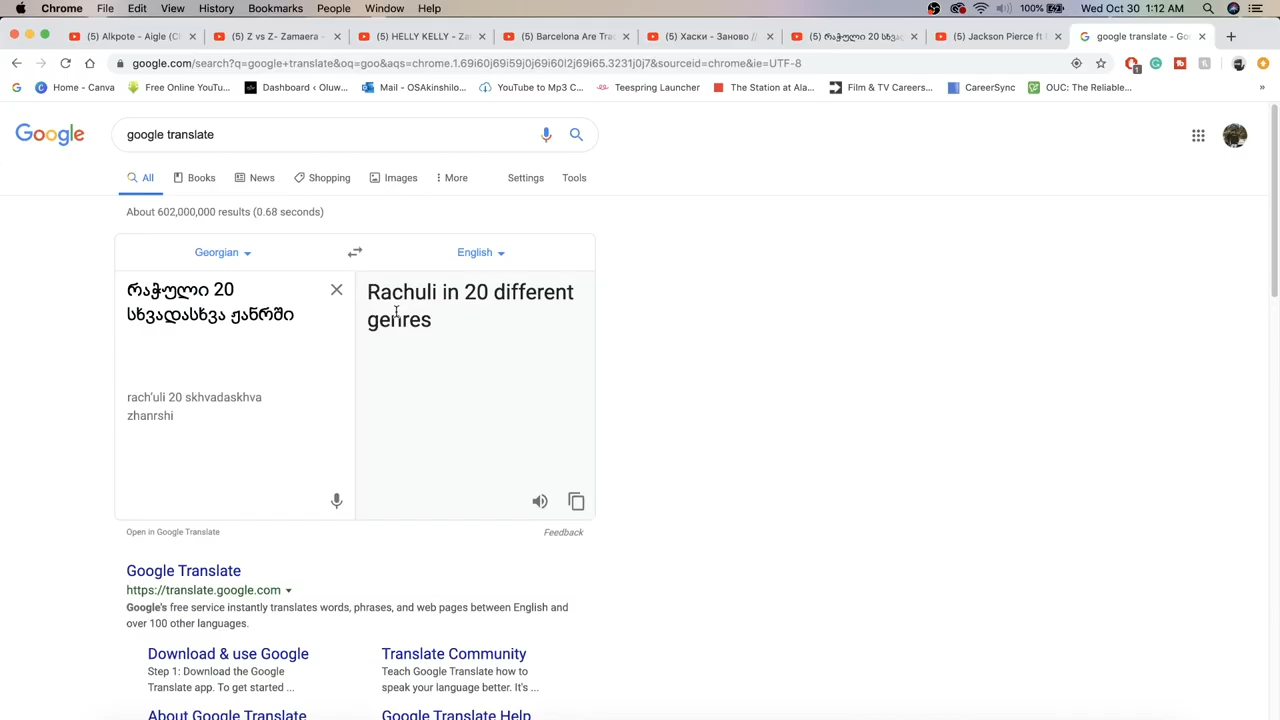 Chrome File Edit View History Bookmarks People Window Help 100% Wed Oct 30 1:12 AM
(5) Alkpote - Aigle (C (5) Z vs Z- Zamaera - (5) HELLY KELLY - Za (5) Barcelona Are Tra (5) Хаски - Заново // (5) რაჭული 20 სხვა (5) Jackson Pierce ft google translate - Go
google.com/search?q=google+translate&oq=goo&aqs=chrome.1.69i60j69i59j0j69i60l2j69i65.3231j0j7&sourceid=chrome&ie=UTF-8
Home - Canva Free Online YouTu... Dashboard ‹ Oluw... Mail - OSAkinshilo... YouTube to Mp3 C... Teespring Launcher The Station at Ala... Film & TV Careers... CareerSync OUC: The Reliable... »
Google google translate
All Books News Shopping Images More Settings Tools
About 602,000,000 results (0.68 seconds)
Georgian English
რაჭული 20
სხვადასხვა ჟანრში
rach'uli 20 skhvadaskhva
zhanrshi
Rachuli in 20 different
genres
Open in Google Translate Feedback
Google Translate
https://translate.google.com
Google's free service instantly translates words, phrases, and web pages between English and
over 100 other languages.
Download & use Google
Step 1: Download the Google
Translate app. To get started ...
Translate Community
Teach Google Translate how to
speak your language better. It's ...
About Google Translate
Google Translate Help